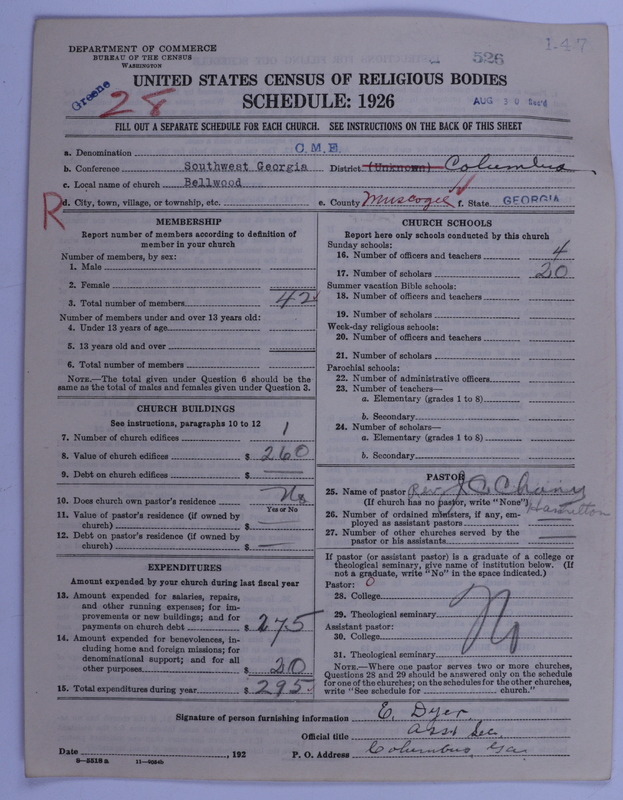 1-47
DEPARTMENT OF COMMERCE
BUREAU OF THE CENSUS
WASHINGTON
526
Greene
28
UNITED STATES CENSUS OF RELIGIOUS BODIES
SCHEDULE: 1926
AUG 30 Rec'd
FILL OUT A SEPARATE SCHEDULE FOR EACH CHURCH. SEE INSTRUCTIONS ON THE BACK OF THIS SHEET
a. Denomination C.M.E.
b. Conference Southwest Georgia District (Unknown) Columbus
c. Local name of church Bellwood
R
d. City, town, village, or township, etc. e. County Muscogee f. State GEORGIA
MEMBERSHIP
Report number of members according to definition of
member in your church
Number of members, by sex:
1. Male
2. Female
3. Total number of members 42
Number of members under and over 13 years old:
4. Under 13 years of age
5. 13 years old and over
6. Total number of members
NOTE.—The total given under Question 6 should be the
same as the total of males and females given under Question 3.
CHURCH BUILDINGS
See instructions, paragraphs 10 to 12
7. Number of church edifices 1
8. Value of church edifices $ 260
9. Debt on church edifices $
10. Does church own pastor's residence No
Yes or No
11. Value of pastor's residence (if owned by
church) $
12. Debt on pastor's residence (if owned by
church) $
EXPENDITURES
Amount expended by your church during last fiscal year
13. Amount expended for salaries, repairs,
and other running expenses; for im-
provements or new buildings; and for
payments on church debt $ 275
14. Amount expended for benevolences, in-
cluding home and foreign missions; for
denominational support; and for all
other purposes $ 20
15. Total expenditures during year $ 295
CHURCH SCHOOLS
Report here only schools conducted by this church
Sunday schools:
16. Number of officers and teachers 4
17. Number of scholars 20
Summer vacation Bible schools:
18. Number of officers and teachers
19. Number of scholars
Week-day religious schools:
20. Number of officers and teachers
21. Number of scholars
Parochial schools:
22. Number of administrative officers
23. Number of teachers—
a. Elementary (grades 1 to 8)
b. Secondary
24. Number of scholars—
a. Elementary (grades 1 to 8)
b. Secondary
PASTOR
25. Name of pastor Rev.
(If church has no pastor, write "None") Hamilton
26. Number of ordained ministers, if any, em-
ployed as assistant pastors
27. Number of other churches served by the
pastor or his assistants
If pastor (or assistant pastor) is a graduate of a college or
theological seminary, give name of institution below. (If
not a graduate, write "No" in the space indicated.)
Pastor: 0
28. College
29. Theological seminary No
Assistant pastor:
30. College
31. Theological seminary
NOTE.—Where one pastor serves two or more churches,
Questions 28 and 29 should be answered only on the schedule
for one of the churches; on the schedules for the other churches,
write "See schedule for church."
Signature of person furnishing information E. Dyer
Official title Asst Sec.
Date , 192 P. O. Address Columbus, Ga.
8—5518 a